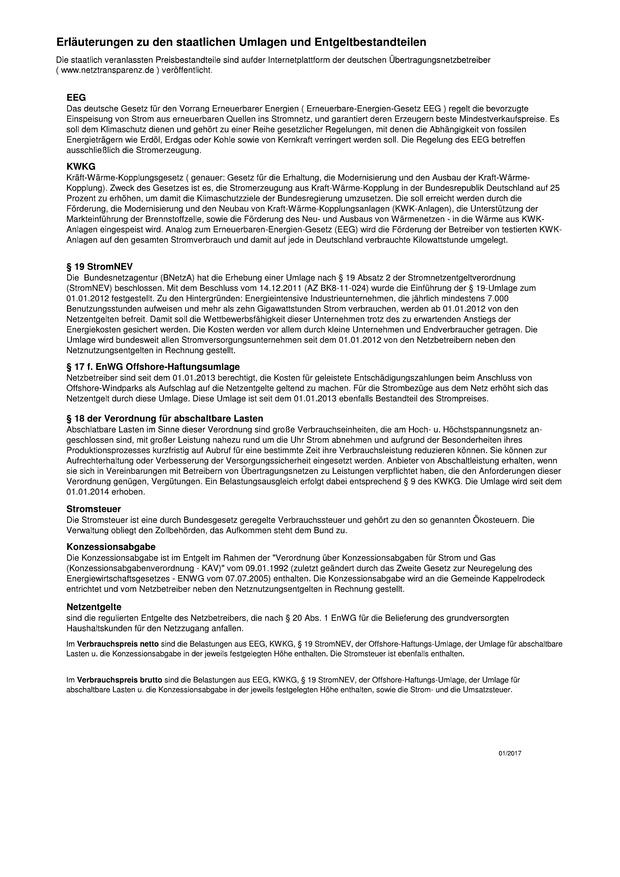 Erläuterungen zu den staatlichen Umlagen und Entgeltbestandteilen
Die staatlich veranlassten Preisbestandteile sind aufder Internetplattform der deutschen Übertragungsnetzbetreiber
( www.netztransparenz.de ) veröffentlicht.
EEG
Das deutsche Gesetz für den Vorrang Erneuerbarer Energien ( Erneuerbare-Energien-Gesetz EEG ) regelt die bevorzugte
Einspeisung von Strom aus erneuerbaren Quellen ins Stromnetz, und garantiert deren Erzeugern beste Mindestverkaufspreise. Es
soll dem Klimaschutz dienen und gehört zu einer Reihe gesetzlicher Regelungen, mit denen die Abhängigkeit von fossilen
Energieträgern wie Erdöl, Erdgas oder Kohle sowie von Kernkraft verringert werden soll. Die Regelung des EEG betreffen
ausschließlich die Stromerzeugung.
KWKG
Kräft-Wärme-Kopplungsgesetz ( genauer: Gesetz für die Erhaltung, die Modernisierung und den Ausbau der Kraft-Wärme-
Kopplung). Zweck des Gesetzes ist es, die Stromerzeugung aus Kraft-Wärme-Kopplung in der Bundesrepublik Deutschland auf 25
Prozent zu erhöhen, um damit die Klimaschutzziele der Bundesregierung umzusetzen. Die soll erreicht werden durch die
Förderung, die Modernisierung und den Neubau von Kraft-Wärme-Kopplungsanlagen (KWK-Anlagen), die Unterstützung der
Markteinführung der Brennstoffzelle, sowie die Förderung des Neu- und Ausbaus von Wärmenetzen - in die Wärme aus KWK-
Anlagen eingespeist wird. Analog zum Erneuerbaren-Energien-Gesetz (EEG) wird die Förderung der Betreiber von testierten KWK-
Anlagen auf den gesamten Stromverbrauch und damit auf jede in Deutschland verbrauchte Kilowattstunde umgelegt.
§ 19 StromNEV
Die Bundesnetzagentur (BNetzA) hat die Erhebung einer Umlage nach § 19 Absatz 2 der Stromnetzentgeltverordnung
(StromNEV) beschlossen. Mit dem Beschluss vom 14.12.2011 (AZ BK8-11-024) wurde die Einführung der § 19-Umlage zum
01.01.2012 festgestellt. Zu den Hintergründen: Energieintensive Industrieunternehmen, die jährlich mindestens 7.000
Benutzungsstunden aufweisen und mehr als zehn Gigawattstunden Strom verbrauchen, werden ab 01.01.2012 von den
Netzentgelten befreit. Damit soll die Wettbewerbsfähigkeit dieser Unternehmen trotz des zu erwartenden Anstiegs der
Energiekosten gesichert werden. Die Kosten werden vor allem durch kleine Unternehmen und Endverbraucher getragen. Die
Umlage wird bundesweit allen Stromversorgungsunternehmen seit dem 01.01.2012 von den Netzbetreibern neben den
Netznutzungsentgelten in Rechnung gestellt.
§ 17 f. EnWG Offshore-Haftungsumlage
Netzbetreiber sind seit dem 01.01.2013 berechtigt, die Kosten für geleistete Entschädigungszahlungen beim Anschluss von
Offshore-Windparks als Aufschlag auf die Netzentgelte geltend zu machen. Für die Strombezüge aus dem Netz erhöht sich das
Netzentgelt durch diese Umlage. Diese Umlage ist seit dem 01.01.2013 ebenfalls Bestandteil des Strompreises.
§ 18 der Verordnung für abschaltbare Lasten
Abschlatbare Lasten im Sinne dieser Verordnung sind große Verbrauchseinheiten, die am Hoch- u. Höchstspannungsnetz an-
geschlossen sind, mit großer Leistung nahezu rund um die Uhr Strom abnehmen und aufgrund der Besonderheiten ihres
Produktionsprozesses kurzfristig auf Aubruf für eine bestimmte Zeit ihre Verbrauchsleistung reduzieren können. Sie können zur
Aufrechterhaltung oder Verbesserung der Versorgungssicherheit eingesetzt werden. Anbieter von Abschaltleistung erhalten, wenn
sie sich in Vereinbarungen mit Betreibern von Übertragungsnetzen zu Leistungen verpflichtet haben, die den Anforderungen dieser
Verordnung genügen, Vergütungen. Ein Belastungsausgleich erfolgt dabei entsprechend § 9 des KWKG. Die Umlage wird seit dem
01.01.2014 erhoben.
Stromsteuer
Die Stromsteuer ist eine durch Bundesgesetz geregelte Verbrauchssteuer und gehört zu den so genannten Ökosteuern. Die
Verwaltung obliegt den Zollbehörden, das Aufkommen steht dem Bund zu.
Konzessionsabgabe
Die Konzessionsabgabe ist im Entgelt im Rahmen der "Verordnung über Konzessionsabgaben für Strom und Gas
(Konzessionsabgabenverordnung - KAV)" vom 09.01.1992 (zuletzt geändert durch das Zweite Gesetz zur Neuregelung des
Energiewirtschaftsgesetzes - ENWG vom 07.07.2005) enthalten. Die Konzessionsabgabe wird an die Gemeinde Kappelrodeck
entrichtet und vom Netzbetreiber neben den Netznutzungsentgelten in Rechnung gestellt.
Netzentgelte
sind die regulierten Entgelte des Netzbetreibers, die nach § 20 Abs. 1 EnWG für die Belieferung des grundversorgten
Haushaltskunden für den Netzzugang anfallen.
Im Verbrauchspreis netto sind die Belastungen aus EEG, KWKG, § 19 StromNEV, der Offshore-Haftungs-Umlage, der Umlage für abschaltbare
Lasten u. die Konzessionsabgabe in der jeweils festgelegten Höhe enthalten. Die Stromsteuer ist ebenfalls enthalten.
Im Verbrauchspreis brutto sind die Belastungen aus EEG, KWKG, § 19 StromNEV, der Offshore-Haftungs-Umlage, der Umlage für
abschaltbare Lasten u. die Konzessionsabgabe in der jeweils festgelegten Höhe enthalten, sowie die Strom- und die Umsatzsteuer.
01/2017